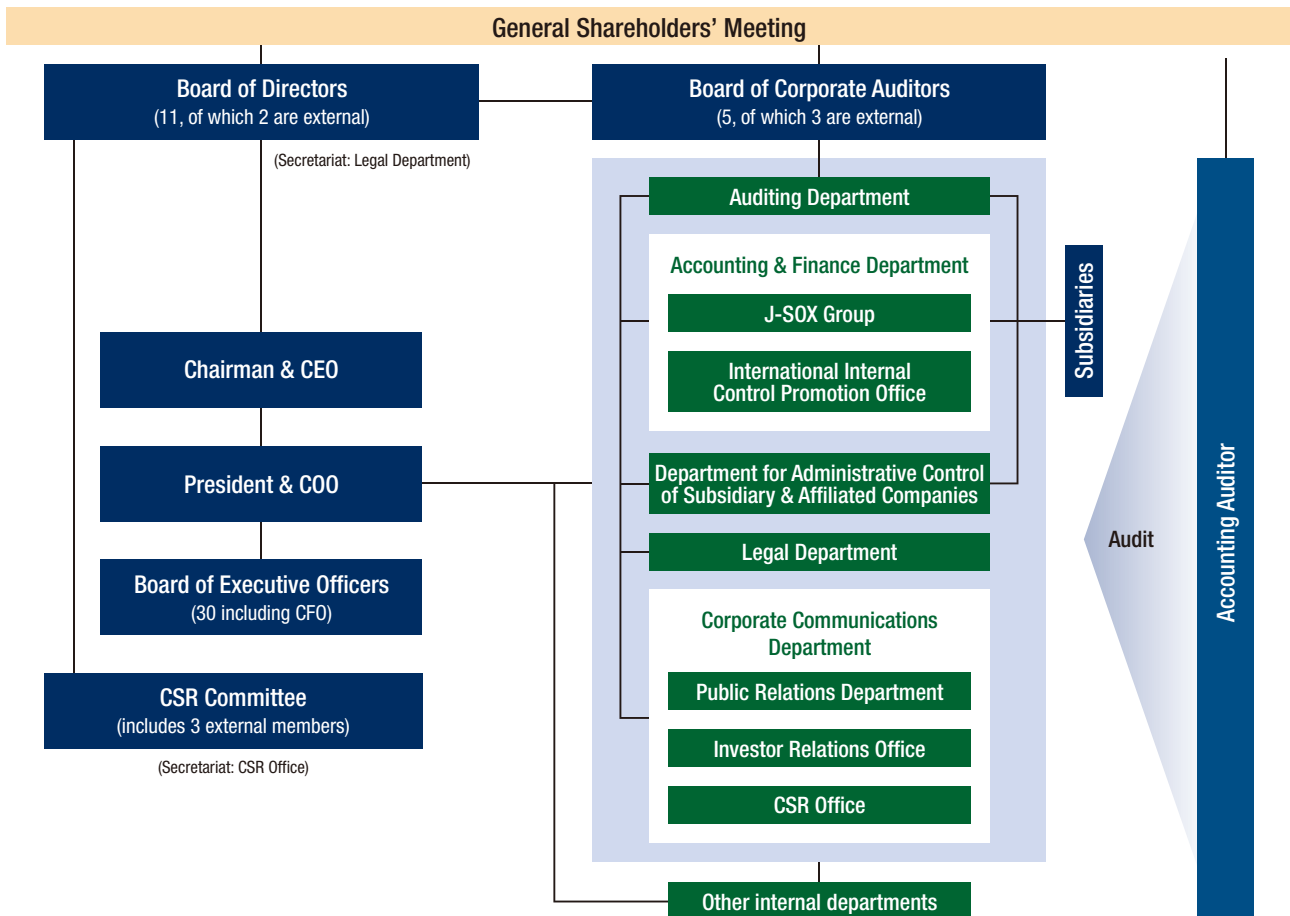 General Shareholders’ Meeting
Board of Directors
(11, of which 2 are external)
(Secretariat: Legal Department)
Board of Corporate Auditors
(5, of which 3 are external)
Chairman & CEO
President & COO
Board of Executive Officers
(30 including CFO)
CSR Committee
(includes 3 external members)
(Secretariat: CSR Office)
Auditing Department
Accounting & Finance Department
J-SOX Group
International Internal
Control Promotion Office
Department for Administrative Control
of Subsidiary & Affiliated Companies
Legal Department
Corporate Communications
Department
Public Relations Department
Investor Relations Office
CSR Office
Other internal departments
Subsidiaries
Audit
Accounting Auditor